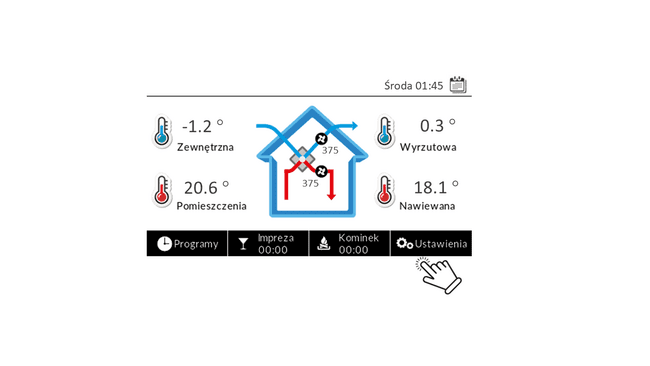 Środa 01:45
-1.2 °
Zewnętrzna
0.3 °
Wyrzutowa
375
375
20.6 °
Pomieszczenia
18.1 °
Nawiewana
Programy
Impreza
00:00
Kominek
00:00
Ustawienia